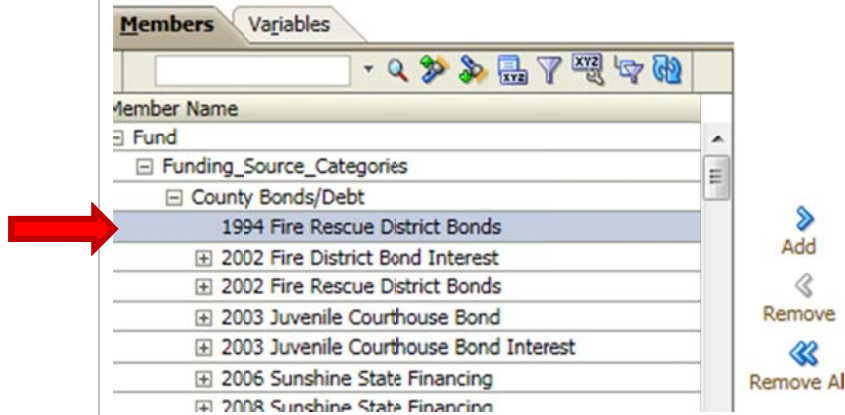 Members Variables
XYZ XYZ
Member Name
Fund
Funding_Source_Categories
County Bonds/Debt
1994 Fire Rescue District Bonds
2002 Fire District Bond Interest
2002 Fire Rescue District Bonds
2003 Juvenile Courthouse Bond
2003 Juvenile Courthouse Bond Interest
2006 Sunshine State Financing
2008 Sunshine State Financing
Add
Remove
Remove Al